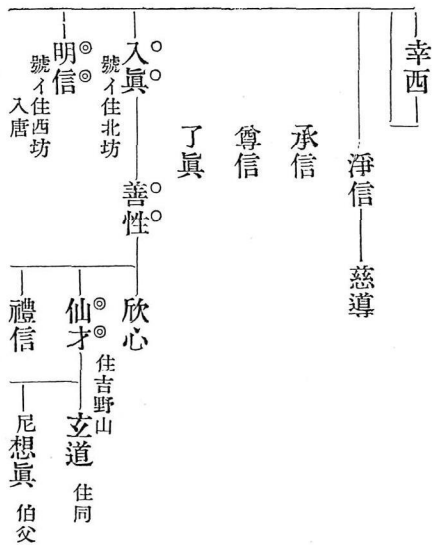 幸西
淨信
慈導
承信
尊信
了眞
入眞
號イ住北坊
善性
欣心
仙才
住吉野山
玄道
住同
尼想眞
伯父
禮信
明信
號イ住西坊
入唐